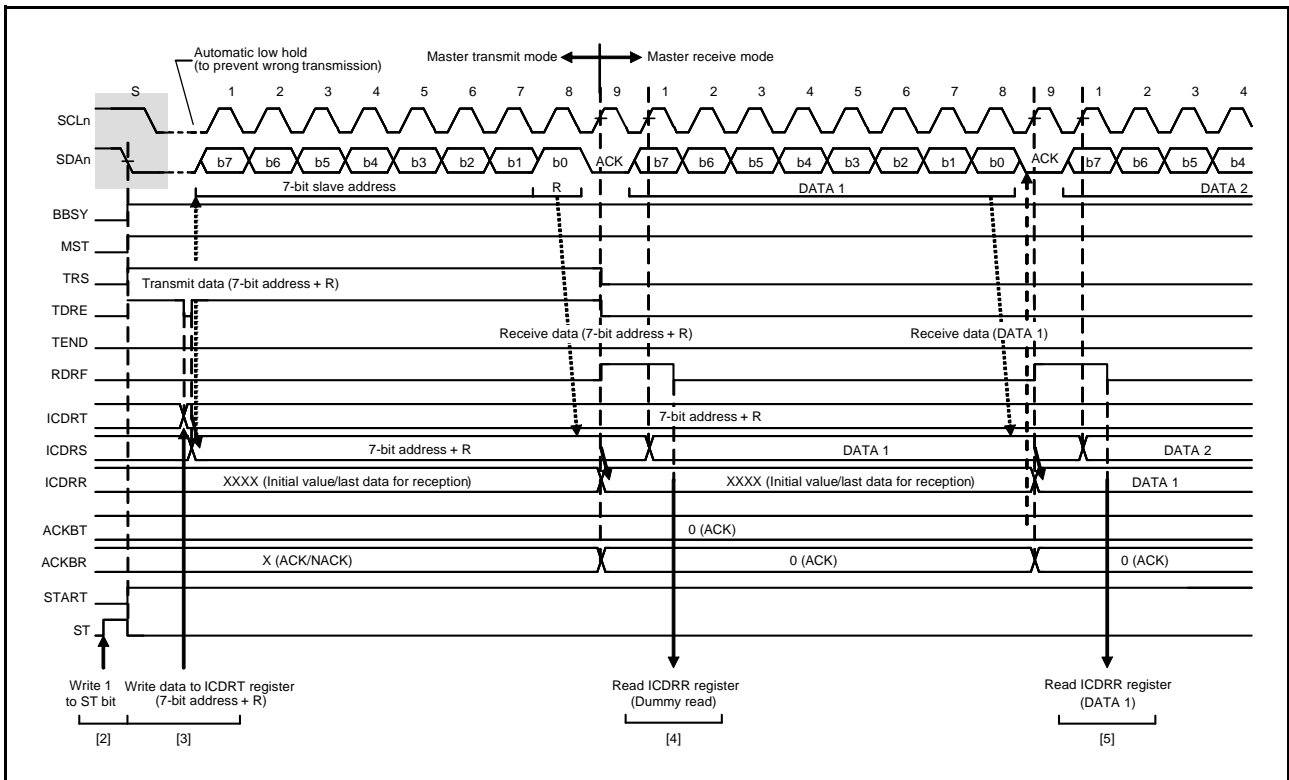 Automatic low hold
(to prevent wrong transmission)
Master transmit mode
Master receive mode
S 1 2 3 4 5 6 7 8 9 1 2 3 4 5 6 7 8 9 1 2 3 4
SCLn
SDAn b7 b6 b5 b4 b3 b2 b1 b0 ACK b7 b6 b5 b4 b3 b2 b1 b0 ACK b7 b6 b5 b4
7-bit slave address R DATA 1 DATA 2
BBSY
MST
TRS
Transmit data (7-bit address + R)
TDRE
Receive data (7-bit address + R) Receive data (DATA 1)
TEND
RDRF
ICDRT 7-bit address + R
ICDRS 7-bit address + R DATA 1 DATA 2
ICDRR XXXX (Initial value/last data for reception) XXXX (Initial value/last data for reception) DATA 1
ACKBT 0 (ACK)
ACKBR X (ACK/NACK) 0 (ACK) 0 (ACK)
START
ST
Write 1
to ST bit
Write data to ICDRT register
(7-bit address + R)
Read ICDRR register
(Dummy read)
Read ICDRR register
(DATA 1)
[2] [3] [4] [5]